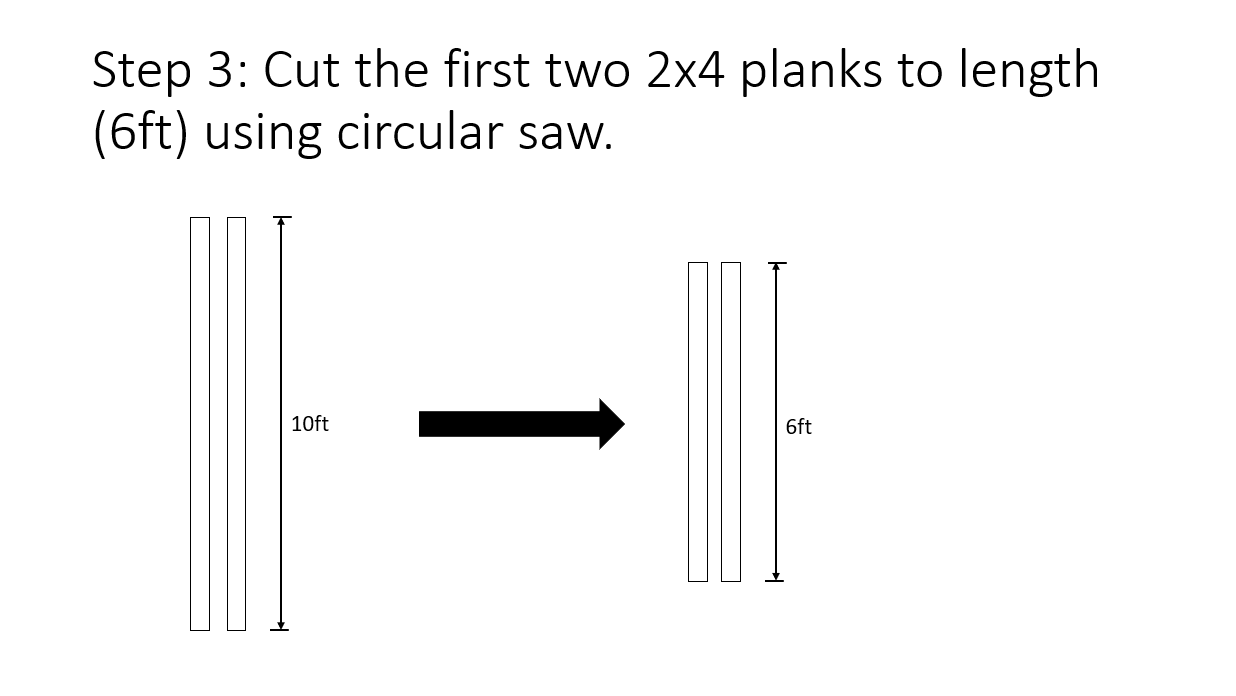 Step 3: Cut the first two 2x4 planks to length
(6ft) using circular saw.
10ft
6ft